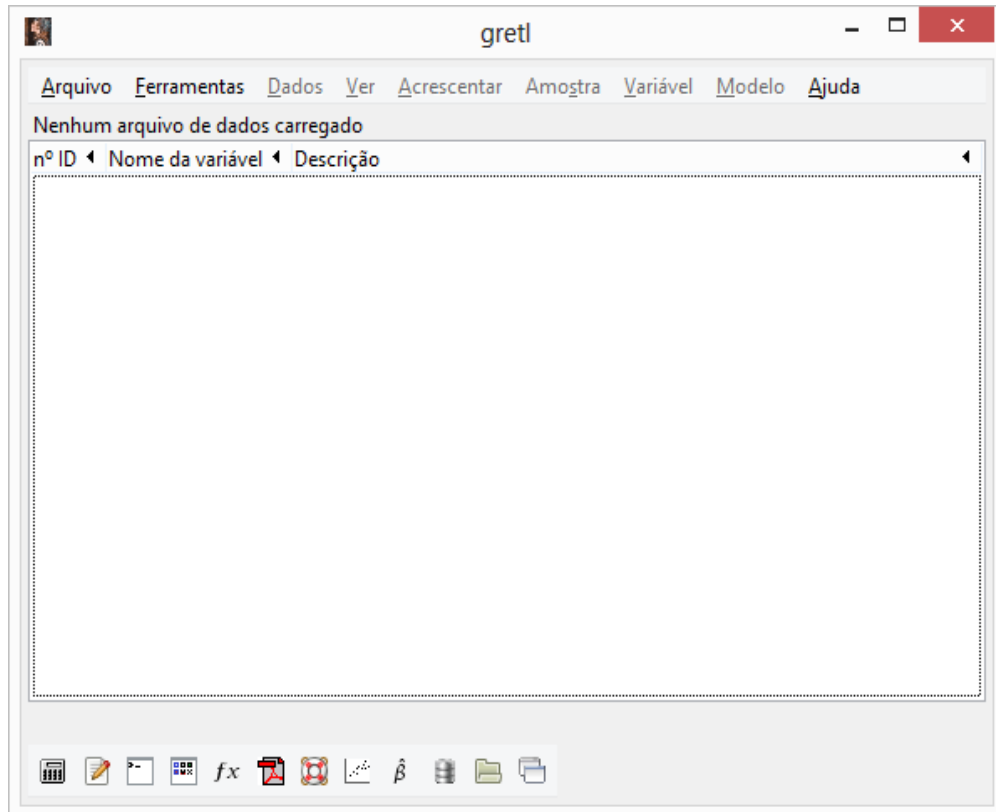 gretl
Arquivo Ferramentas Dados Ver Acrescentar Amostra Variável Modelo Ajuda
Nenhum arquivo de dados carregado
nº ID Nome da variável Descrição
fx β̂